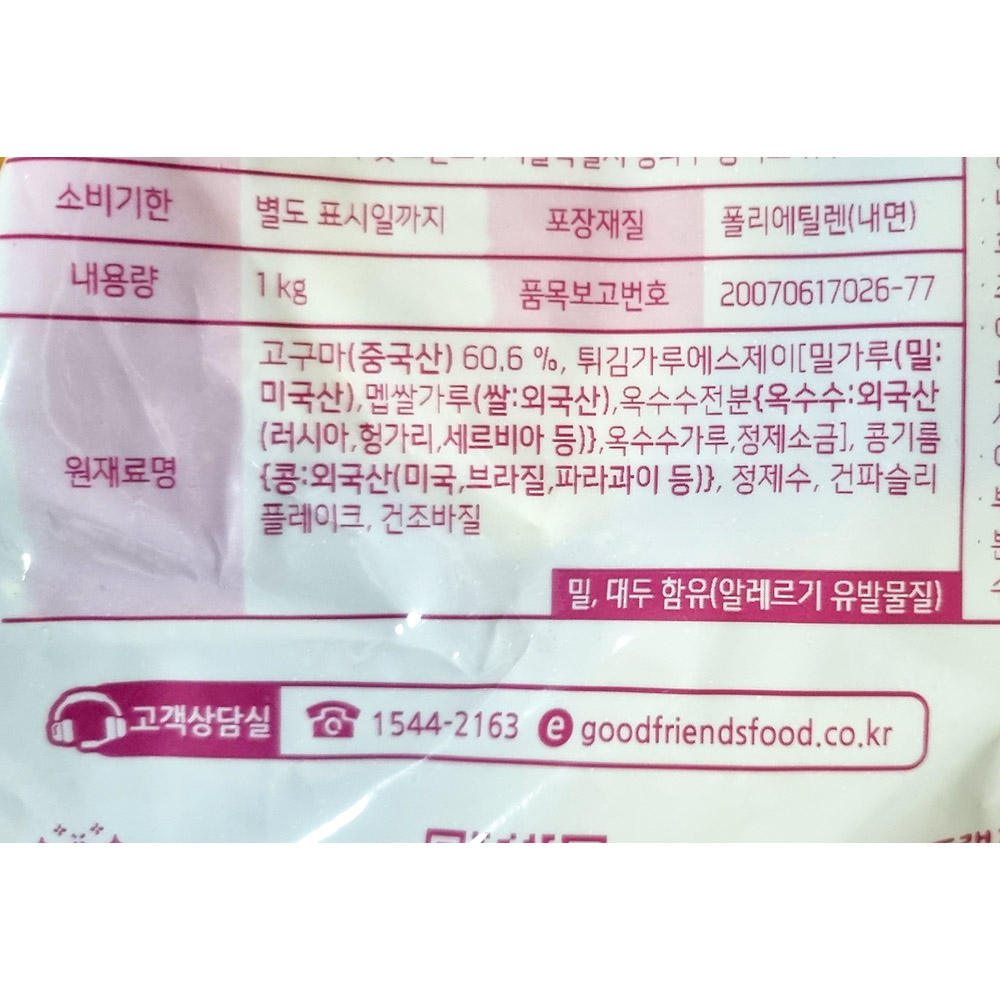 소비기한 별도 표시일까지 포장재질 폴리에틸렌(내면)
내용량 1 kg 품목보고번호 20070617026-77
원재료명
고구마(중국산) 60.6 %, 튀김가루에스제이[밀가루(밀:
미국산),멥쌀가루(쌀:외국산),옥수수전분{옥수수:외국산
(러시아,헝가리,세르비아 등)},옥수수가루,정제소금], 콩기름
{콩:외국산(미국,브라질,파라과이 등)}, 정제수, 건파슬리
플레이크, 건조바질
밀, 대두 함유(알레르기 유발물질)
고객상담실 1544-2163 e goodfriendsfood.co.kr